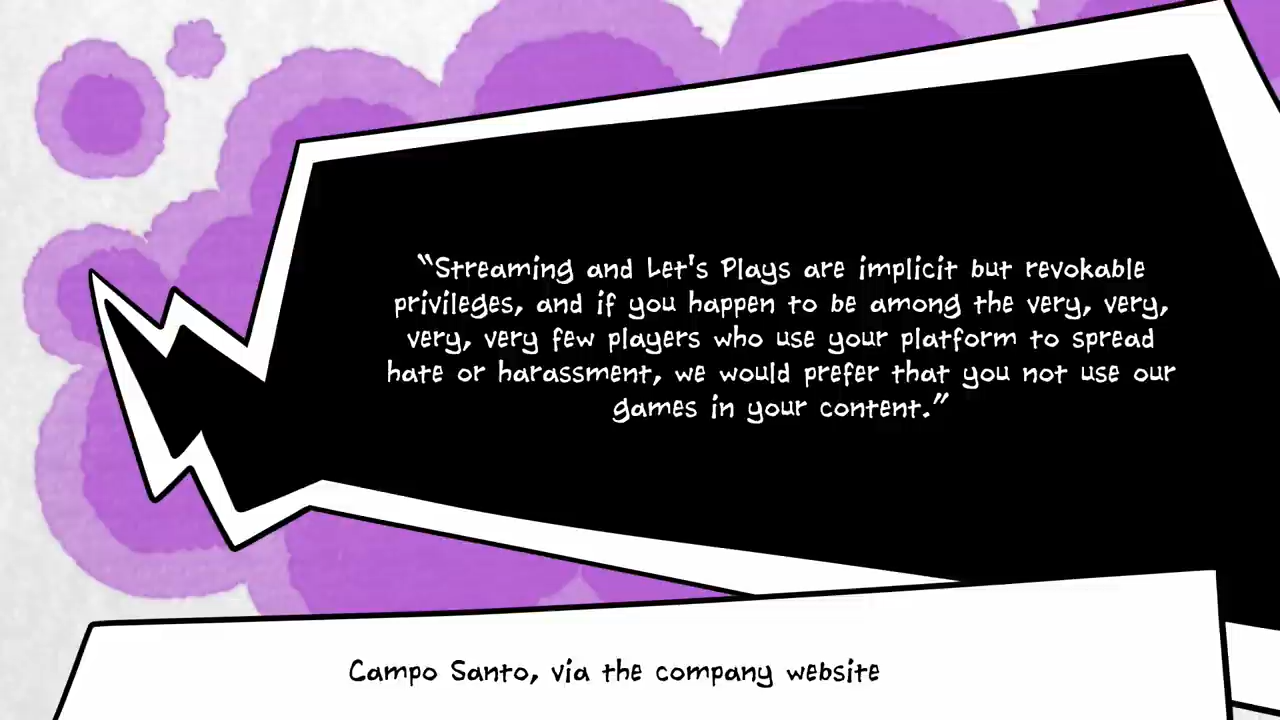 “Streaming and Let's Plays are implicit but revokable
privileges, and if you happen to be among the very, very,
very, very few players who use your platform to spread
hate or harassment, we would prefer that you not use our
games in your content.”
Campo Santo, via the company website